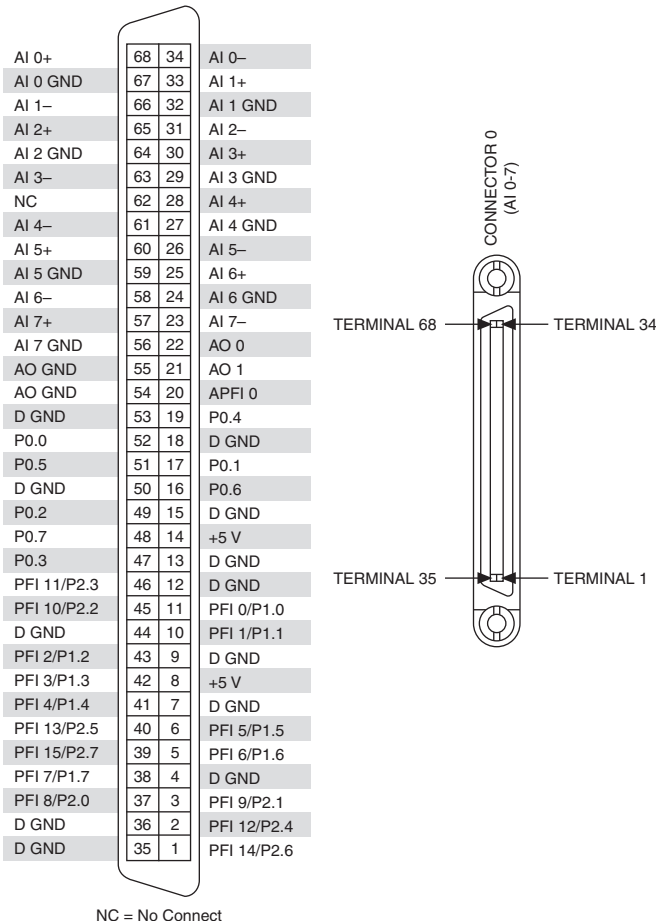 AI 0+ 68 34 AI 0–
AI 0 GND 67 33 AI 1+
AI 1– 66 32 AI 1 GND
AI 2+ 65 31 AI 2–
AI 2 GND 64 30 AI 3+
AI 3– 63 29 AI 3 GND
NC 62 28 AI 4+
AI 4– 61 27 AI 4 GND
AI 5+ 60 26 AI 5–
AI 5 GND 59 25 AI 6+
AI 6– 58 24 AI 6 GND
AI 7+ 57 23 AI 7–
AI 7 GND 56 22 AO 0
AO GND 55 21 AO 1
AO GND 54 20 APFI 0
D GND 53 19 P0.4
P0.0 52 18 D GND
P0.5 51 17 P0.1
D GND 50 16 P0.6
P0.2 49 15 D GND
P0.7 48 14 +5 V
P0.3 47 13 D GND
PFI 11/P2.3 46 12 D GND
PFI 10/P2.2 45 11 PFI 0/P1.0
D GND 44 10 PFI 1/P1.1
PFI 2/P1.2 43 9 D GND
PFI 3/P1.3 42 8 +5 V
PFI 4/P1.4 41 7 D GND
PFI 13/P2.5 40 6 PFI 5/P1.5
PFI 15/P2.7 39 5 PFI 6/P1.6
PFI 7/P1.7 38 4 D GND
PFI 8/P2.0 37 3 PFI 9/P2.1
D GND 36 2 PFI 12/P2.4
D GND 35 1 PFI 14/P2.6
NC = No Connect
CONNECTOR 0
(AI 0-7)
TERMINAL 68 TERMINAL 34
TERMINAL 35 TERMINAL 1